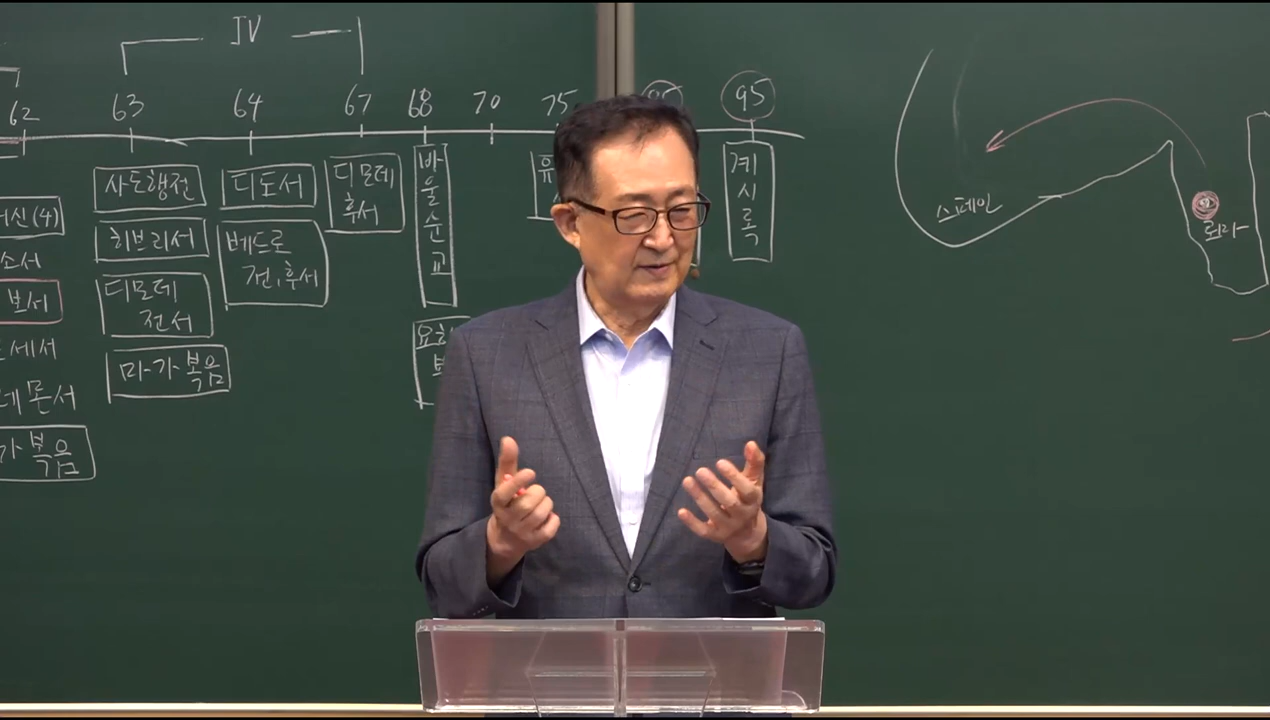 IV
62
63
64
67
68
70
75
95
신(4)
소서
보서
세서
몬서
복음
사도행전
히브리서
디모데
전서
마가복음
디도서
베드로
전,후서
디모데
후서
바울순교
유
계시록
스페인
로마